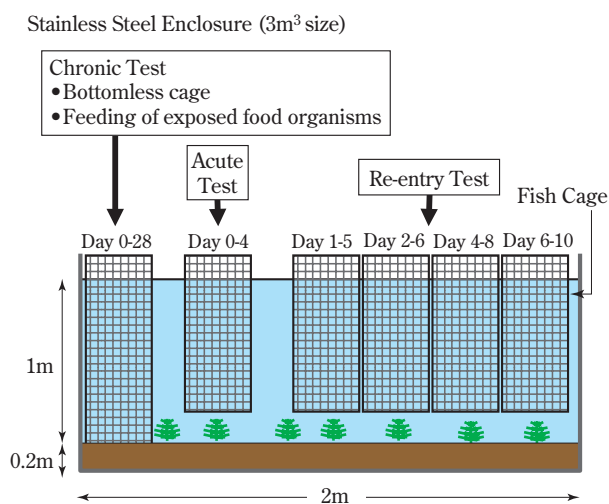 Stainless Steel Enclosure (3m³ size)
Chronic Test
•Bottomless cage
•Feeding of exposed food organisms
Acute
Test
Re-entry Test
Fish Cage
Day 0-28
Day 0-4
Day 1-5
Day 2-6
Day 4-8
Day 6-10
1m
0.2m
2m